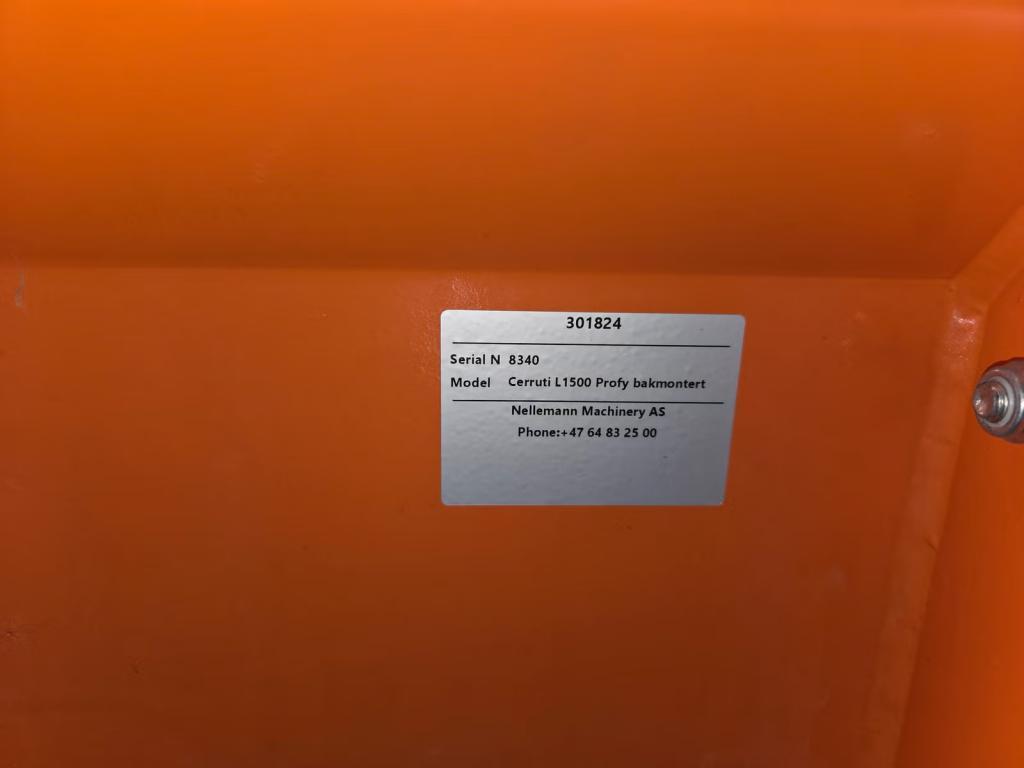 301824
Serial N 8340
Model Cerruti L1500 Profy bakmontert
Nellemann Machinery AS
Phone:+47 64 83 25 00